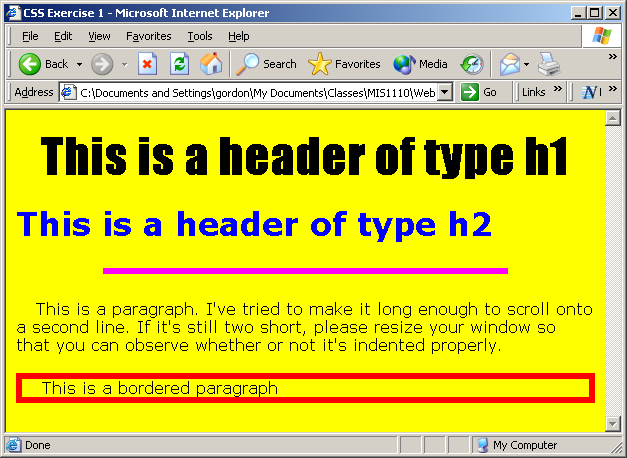 CSS Exercise 1 - Microsoft Internet Explorer
File Edit View Favorites Tools Help
Back Search Favorites Media »
Address C:\Documents and Settings\gordon\My Documents\Classes\MIS1110\Web Go Links » N »
This is a header of type h1
This is a header of type h2
This is a paragraph. I've tried to make it long enough to scroll onto
a second line. If it's still two short, please resize your window so
that you can observe whether or not it's indented properly.
This is a bordered paragraph
Done My Computer